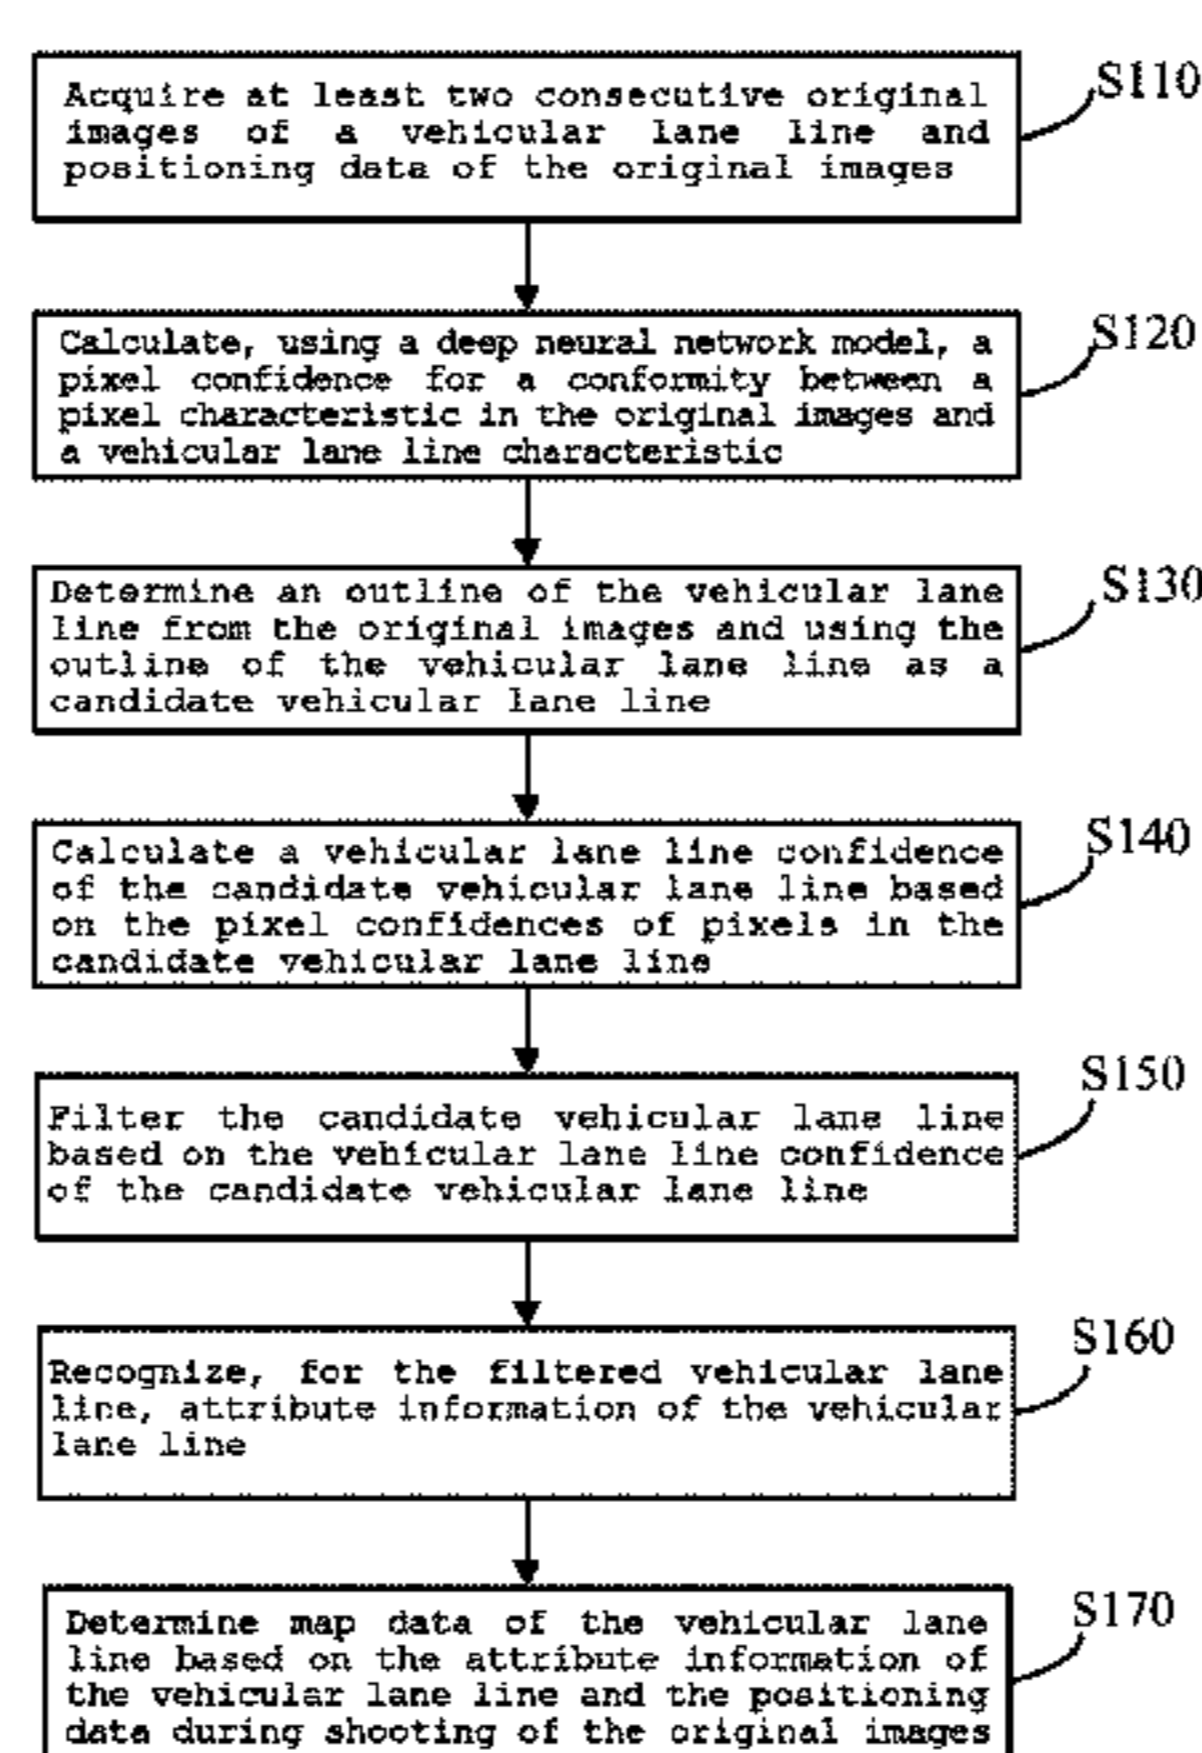 Acquire at least two consecutive original
images of a vehicular lane line and
positioning data of the original images
S110
Calculate, using a deep neural network model, a
pixel confidence for a conformity between a
pixel characteristic in the original images and
a vehicular lane line characteristic
S120
Determine an outline of the vehicular lane
line from the original images and using the
outline of the vehicular lane line as a
candidate vehicular lane line
S130
Calculate a vehicular lane line confidence
of the candidate vehicular lane line based
on the pixel confidences of pixels in the
candidate vehicular lane line
S140
Filter the candidate vehicular lane line
based on the vehicular lane line confidence
of the candidate vehicular lane line
S150
Recognize, for the filtered vehicular lane
line, attribute information of the vehicular
lane line
S160
Determine map data of the vehicular lane
line based on the attribute information of
the vehicular lane line and the positioning
data during shooting of the original images
S170